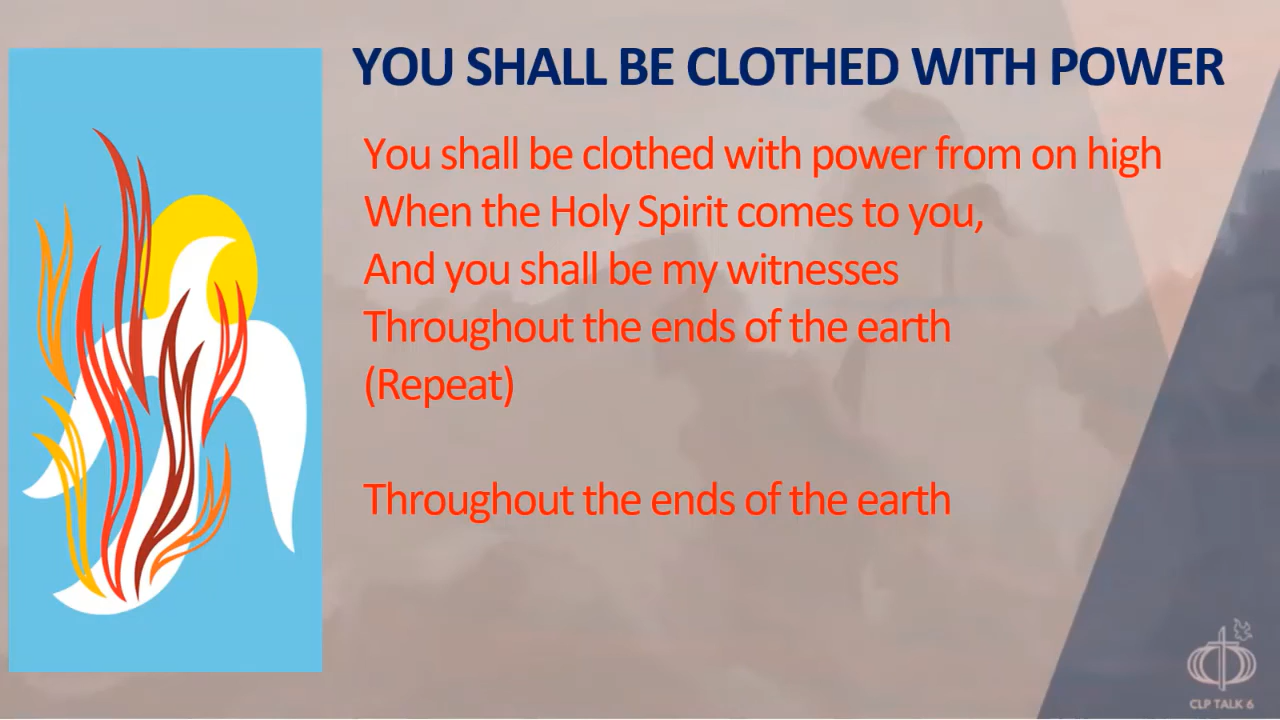 YOU SHALL BE CLOTHED WITH POWER
You shall be clothed with power from on high
When the Holy Spirit comes to you,
And you shall be my witnesses
Throughout the ends of the earth
(Repeat)
Throughout the ends of the earth
CLP TALK 6